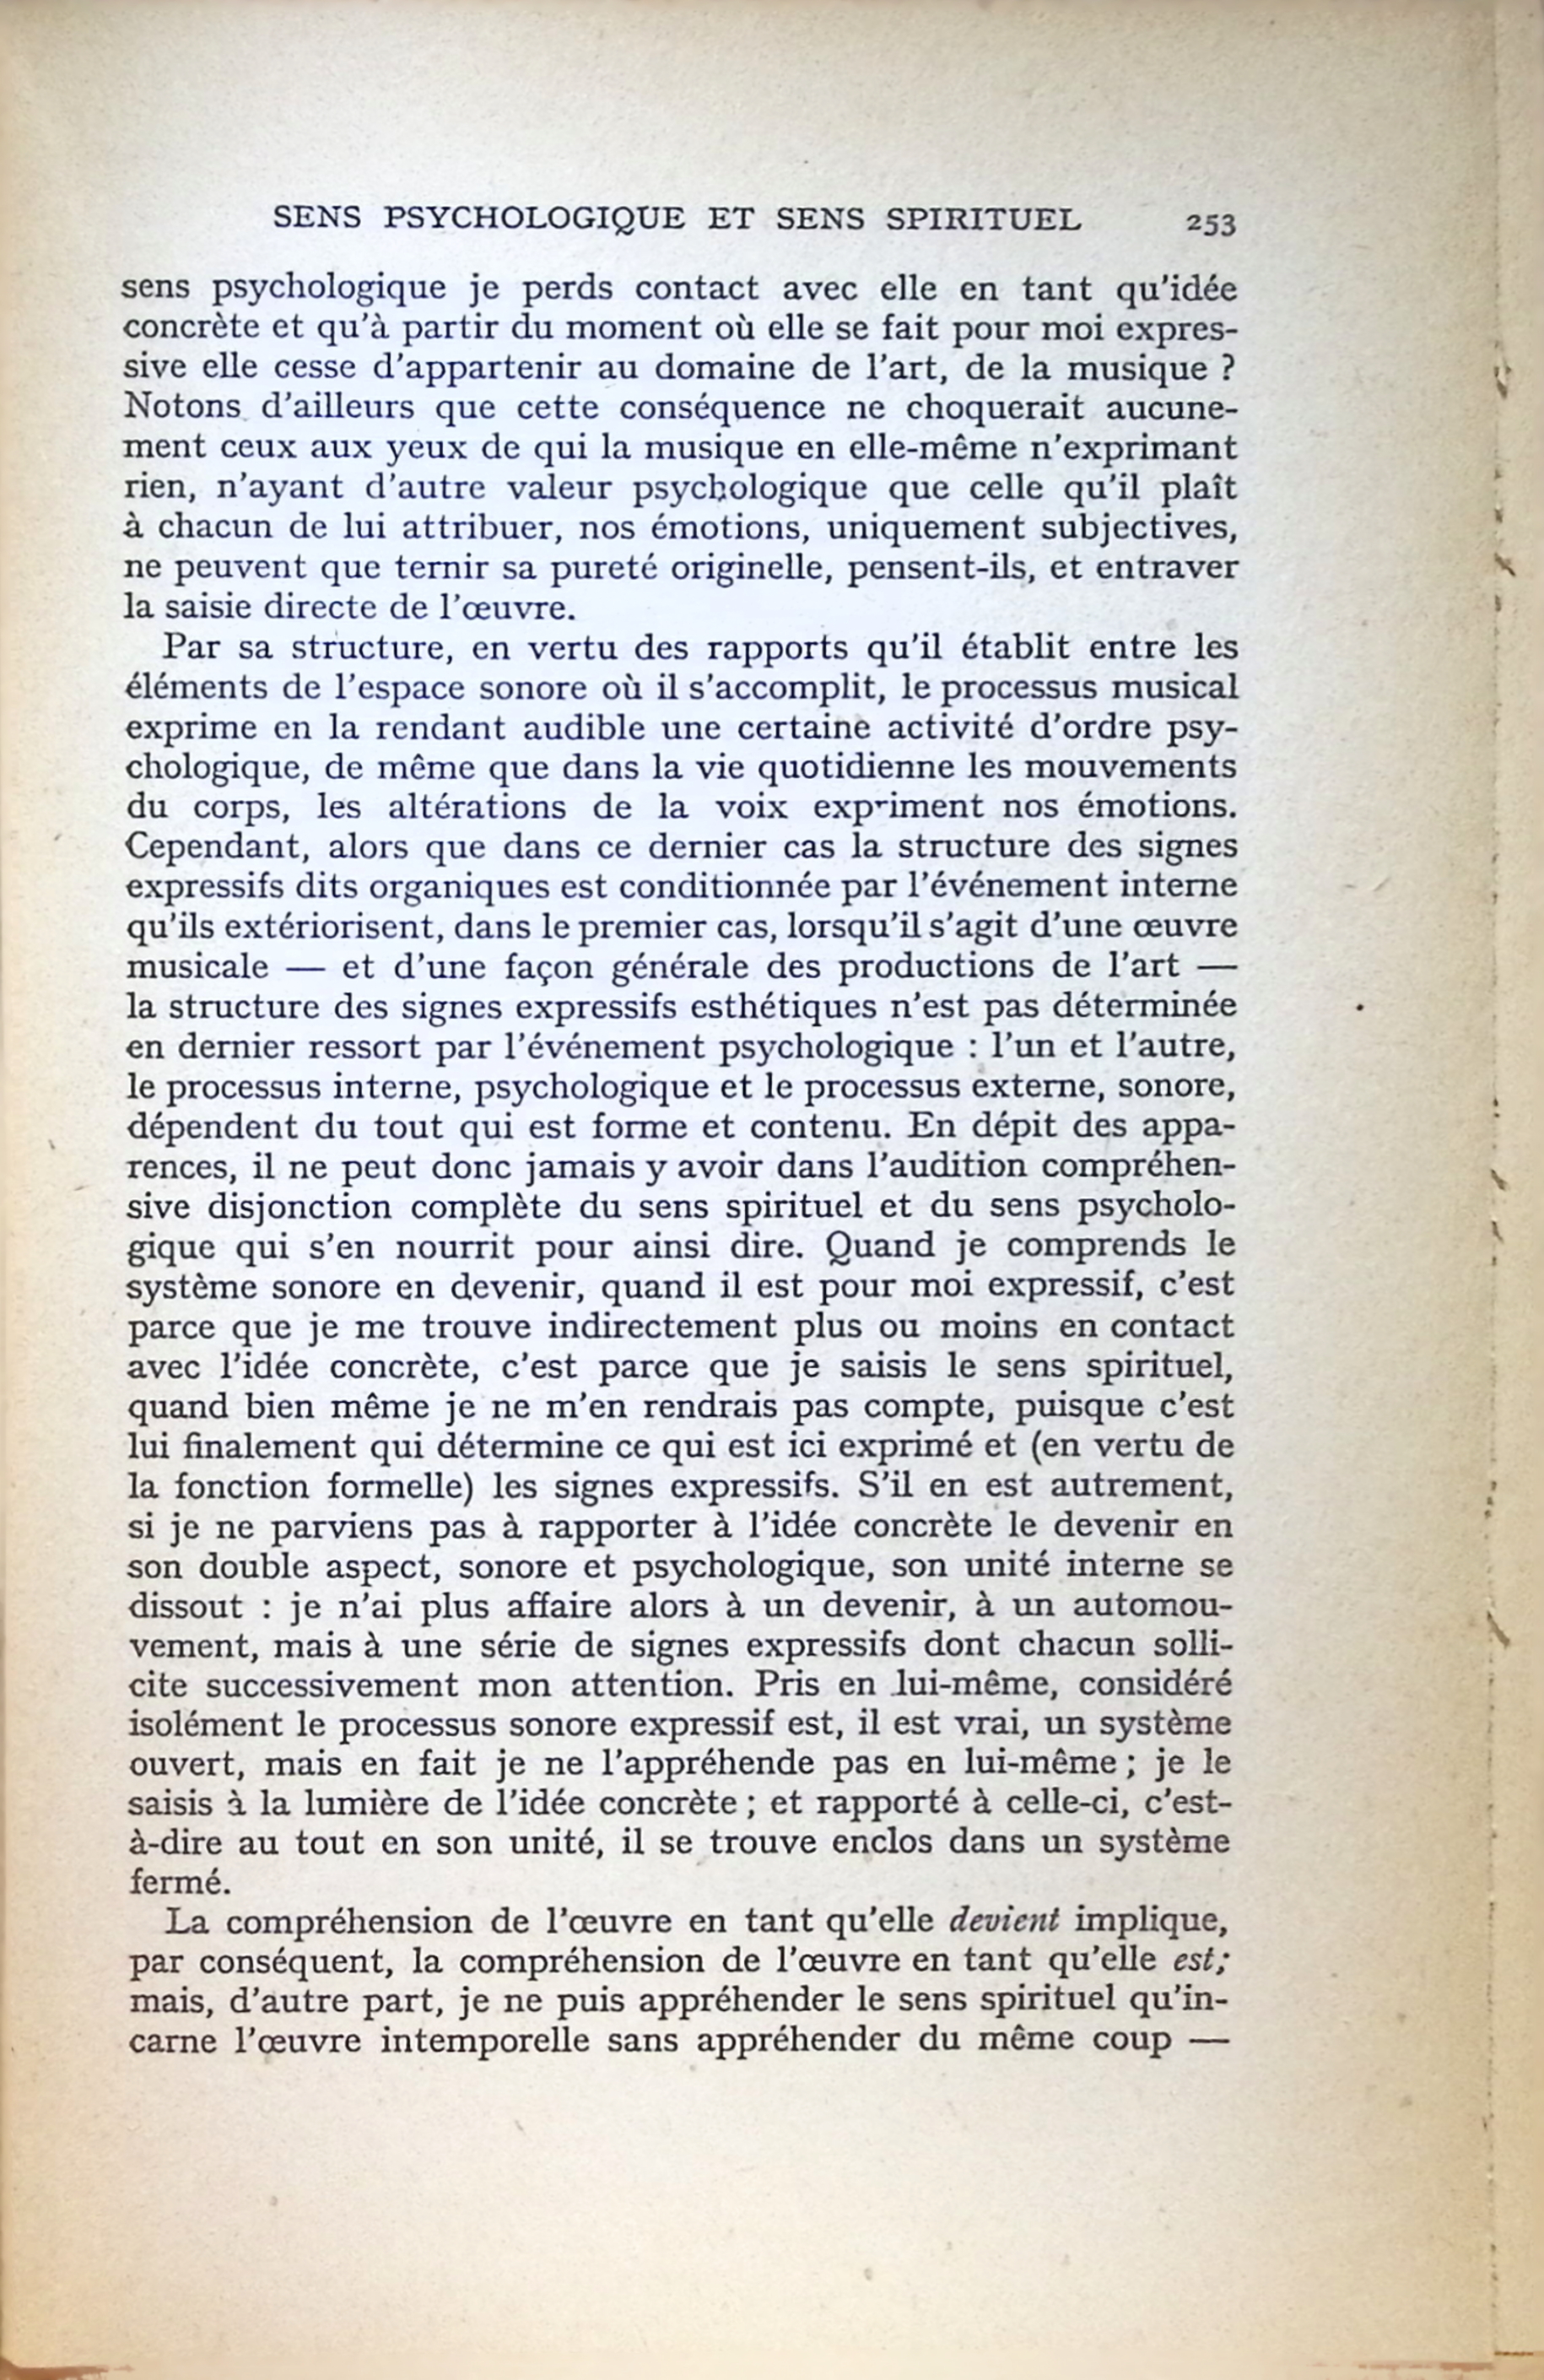 SENS PSYCHOLOGIQUE ET SENS SPIRITUEL 253
sens psychologique je perds contact avec elle en tant qu'idée
concrète et qu'à partir du moment où elle se fait pour moi expres-
sive elle cesse d'appartenir au domaine de l'art, de la musique ?
Notons d'ailleurs que cette conséquence ne choquerait aucune-
ment ceux aux yeux de qui la musique en elle-même n'exprimant
rien, n'ayant d'autre valeur psychologique que celle qu'il plaît
à chacun de lui attribuer, nos émotions, uniquement subjectives,
ne peuvent que ternir sa pureté originelle, pensent-ils, et entraver
la saisie directe de l'œuvre.
Par sa structure, en vertu des rapports qu'il établit entre les
éléments de l'espace sonore où il s'accomplit, le processus musical
exprime en la rendant audible une certaine activité d'ordre psy-
chologique, de même que dans la vie quotidienne les mouvements
du corps, les altérations de la voix expriment nos émotions.
Cependant, alors que dans ce dernier cas la structure des signes
expressifs dits organiques est conditionnée par l'événement interne
qu'ils extériorisent, dans le premier cas, lorsqu'il s'agit d'une œuvre
musicale — et d'une façon générale des productions de l'art —
la structure des signes expressifs esthétiques n'est pas déterminée
en dernier ressort par l'événement psychologique : l'un et l'autre,
le processus interne, psychologique et le processus externe, sonore,
dépendent du tout qui est forme et contenu. En dépit des appa-
rences, il ne peut donc jamais y avoir dans l'audition compréhen-
sive disjonction complète du sens spirituel et du sens psycholo-
gique qui s'en nourrit pour ainsi dire. Quand je comprends le
système sonore en devenir, quand il est pour moi expressif, c'est
parce que je me trouve indirectement plus ou moins en contact
avec l'idée concrète, c'est parce que je saisis le sens spirituel,
quand bien même je ne m'en rendrais pas compte, puisque c'est
lui finalement qui détermine ce qui est ici exprimé et (en vertu de
la fonction formelle) les signes expressifs. S'il en est autrement,
si je ne parviens pas à rapporter à l'idée concrète le devenir en
son double aspect, sonore et psychologique, son unité interne se
dissout : je n'ai plus affaire alors à un devenir, à un automou-
vement, mais à une série de signes expressifs dont chacun solli-
cite successivement mon attention. Pris en lui-même, considéré
isolément le processus sonore expressif est, il est vrai, un système
ouvert, mais en fait je ne l'appréhende pas en lui-même ; je le
saisis à la lumière de l'idée concrète ; et rapporté à celle-ci, c'est-
à-dire au tout en son unité, il se trouve enclos dans un système
fermé.
La compréhension de l'œuvre en tant qu'elle devient implique,
par conséquent, la compréhension de l'œuvre en tant qu'elle est;
mais, d'autre part, je ne puis appréhender le sens spirituel qu'in-
carne l'œuvre intemporelle sans appréhender du même coup —